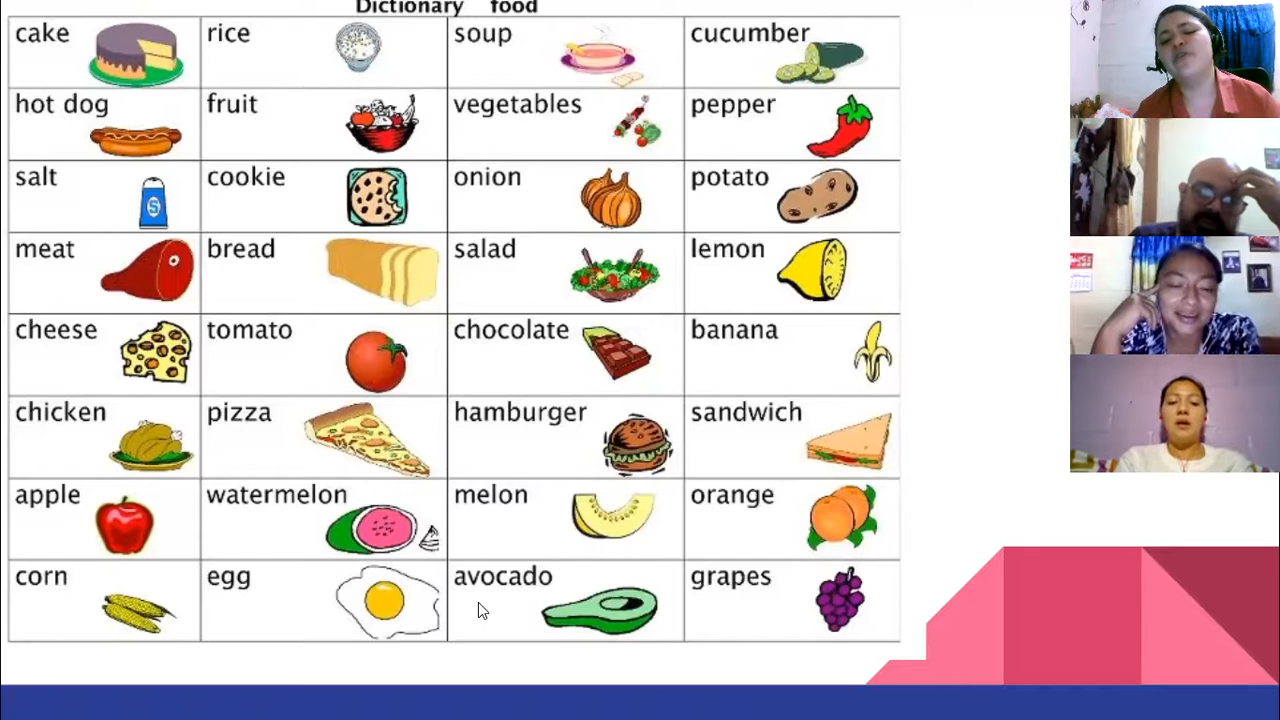 Dictionary food
cake rice soup cucumber
hot dog fruit vegetables pepper
salt cookie onion potato
S
meat bread salad lemon
cheese tomato chocolate banana
chicken pizza hamburger sandwich
apple watermelon melon orange
corn egg avocado grapes